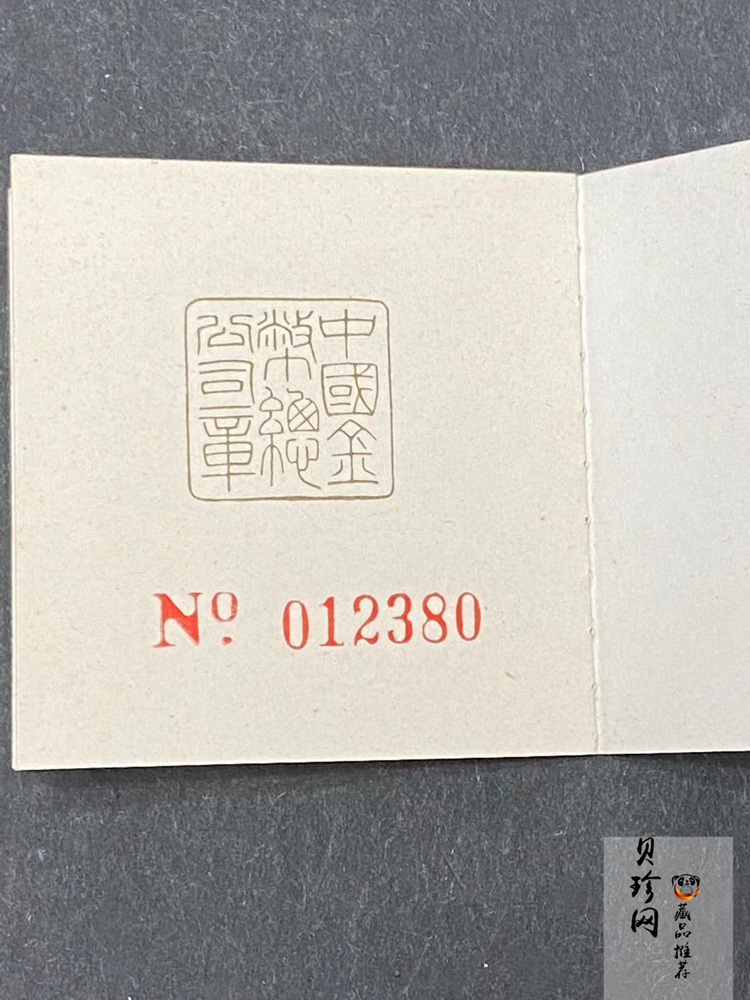 中國金
幣總
公司章
No. 012380
贝珍网
藏品推荐